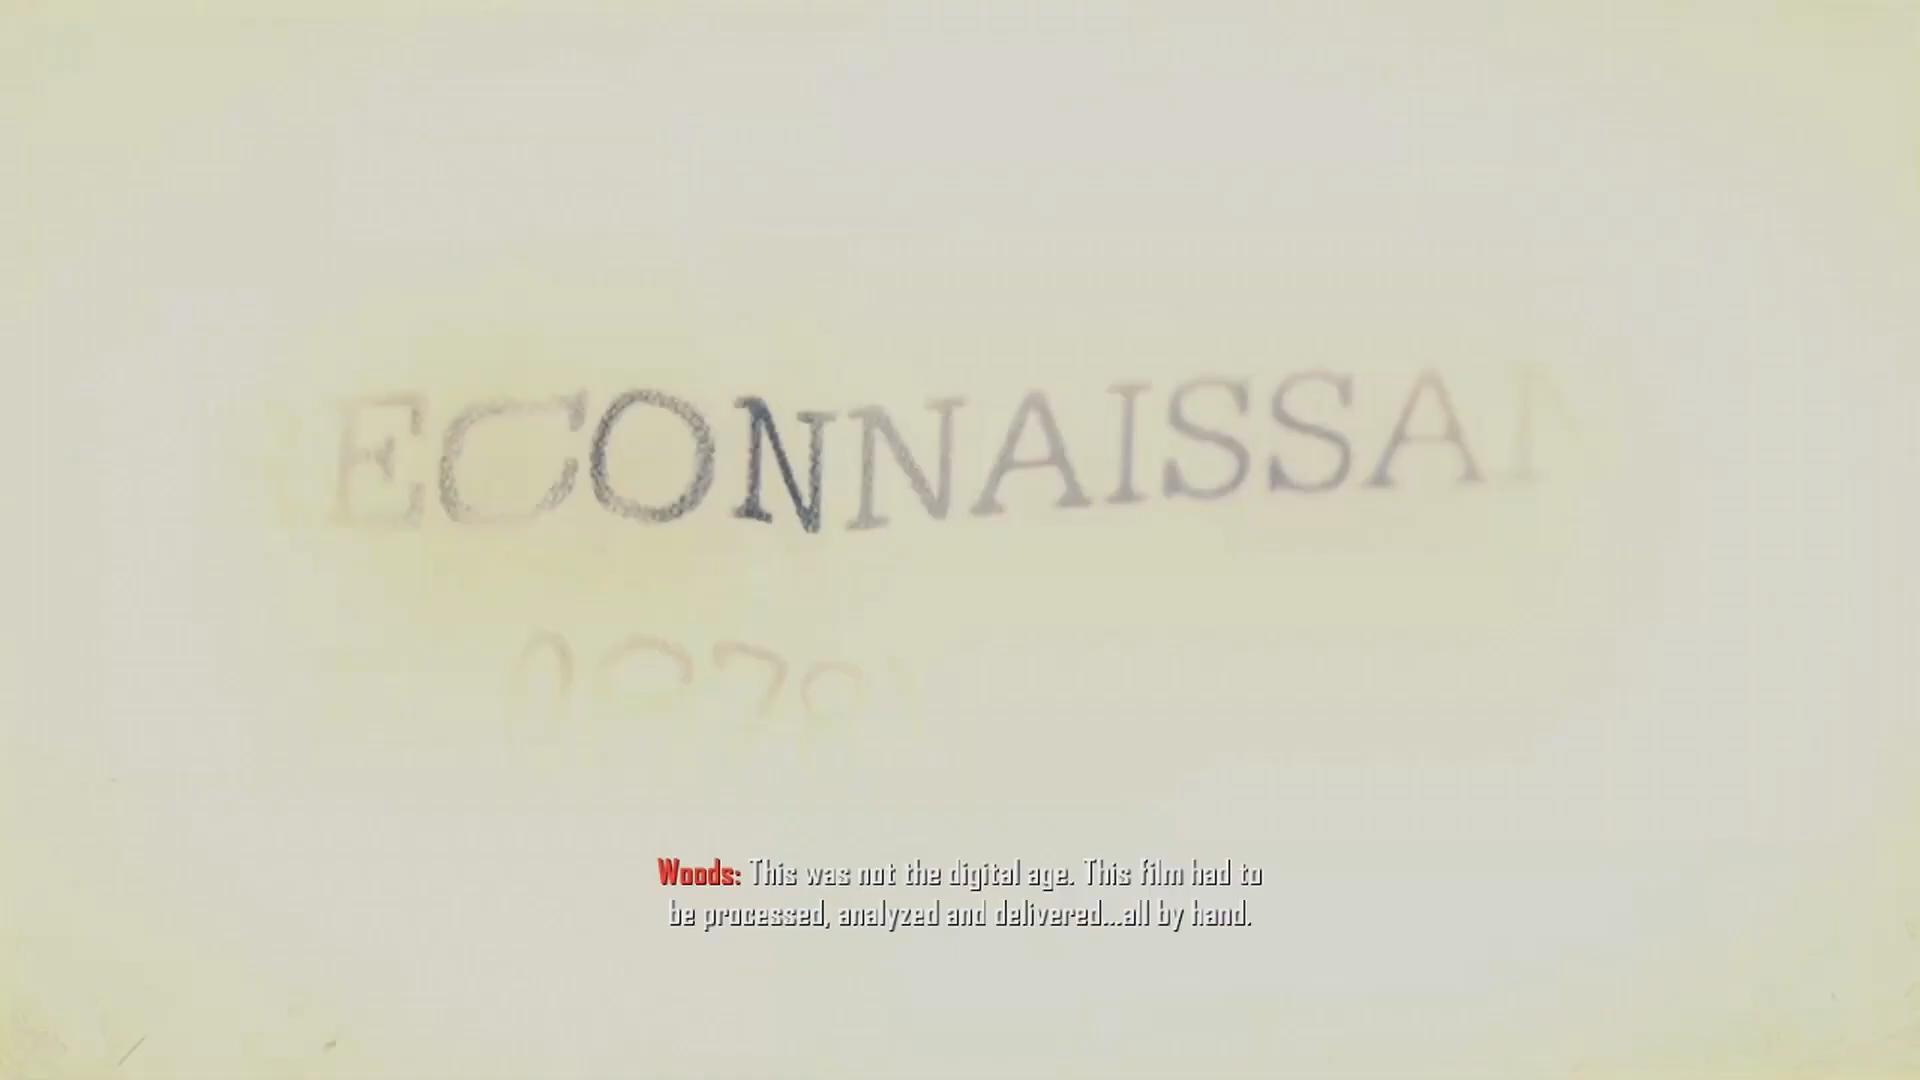 ECONNAISSAN
Woods: This was not the digital age. This film had to
be processed, analyzed and delivered...all by hand.